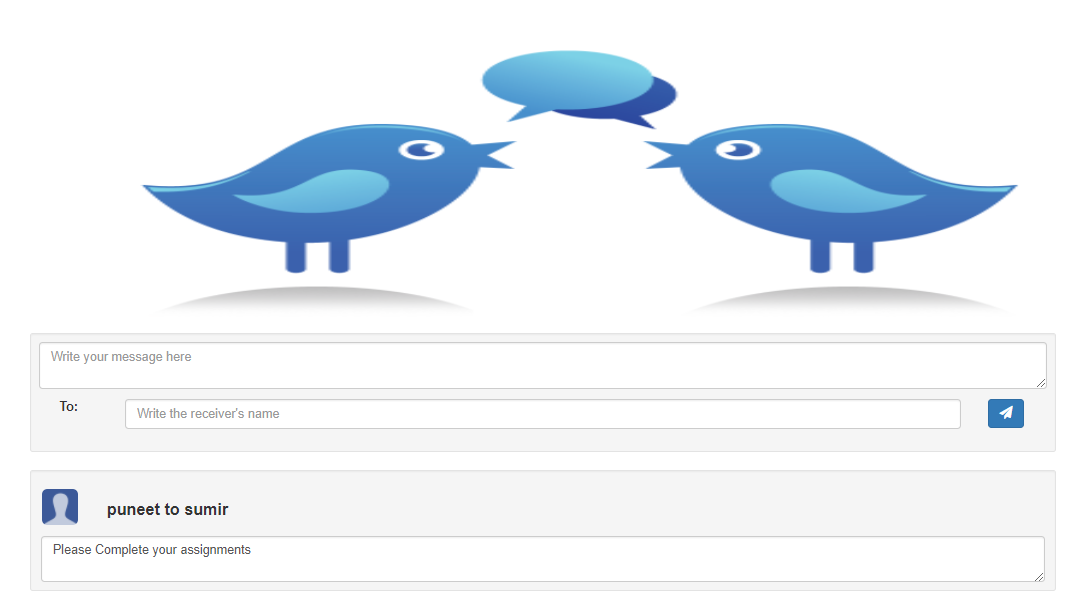 Write your message here
To:
Write the receiver's name
puneet to sumir
Please Complete your assignments